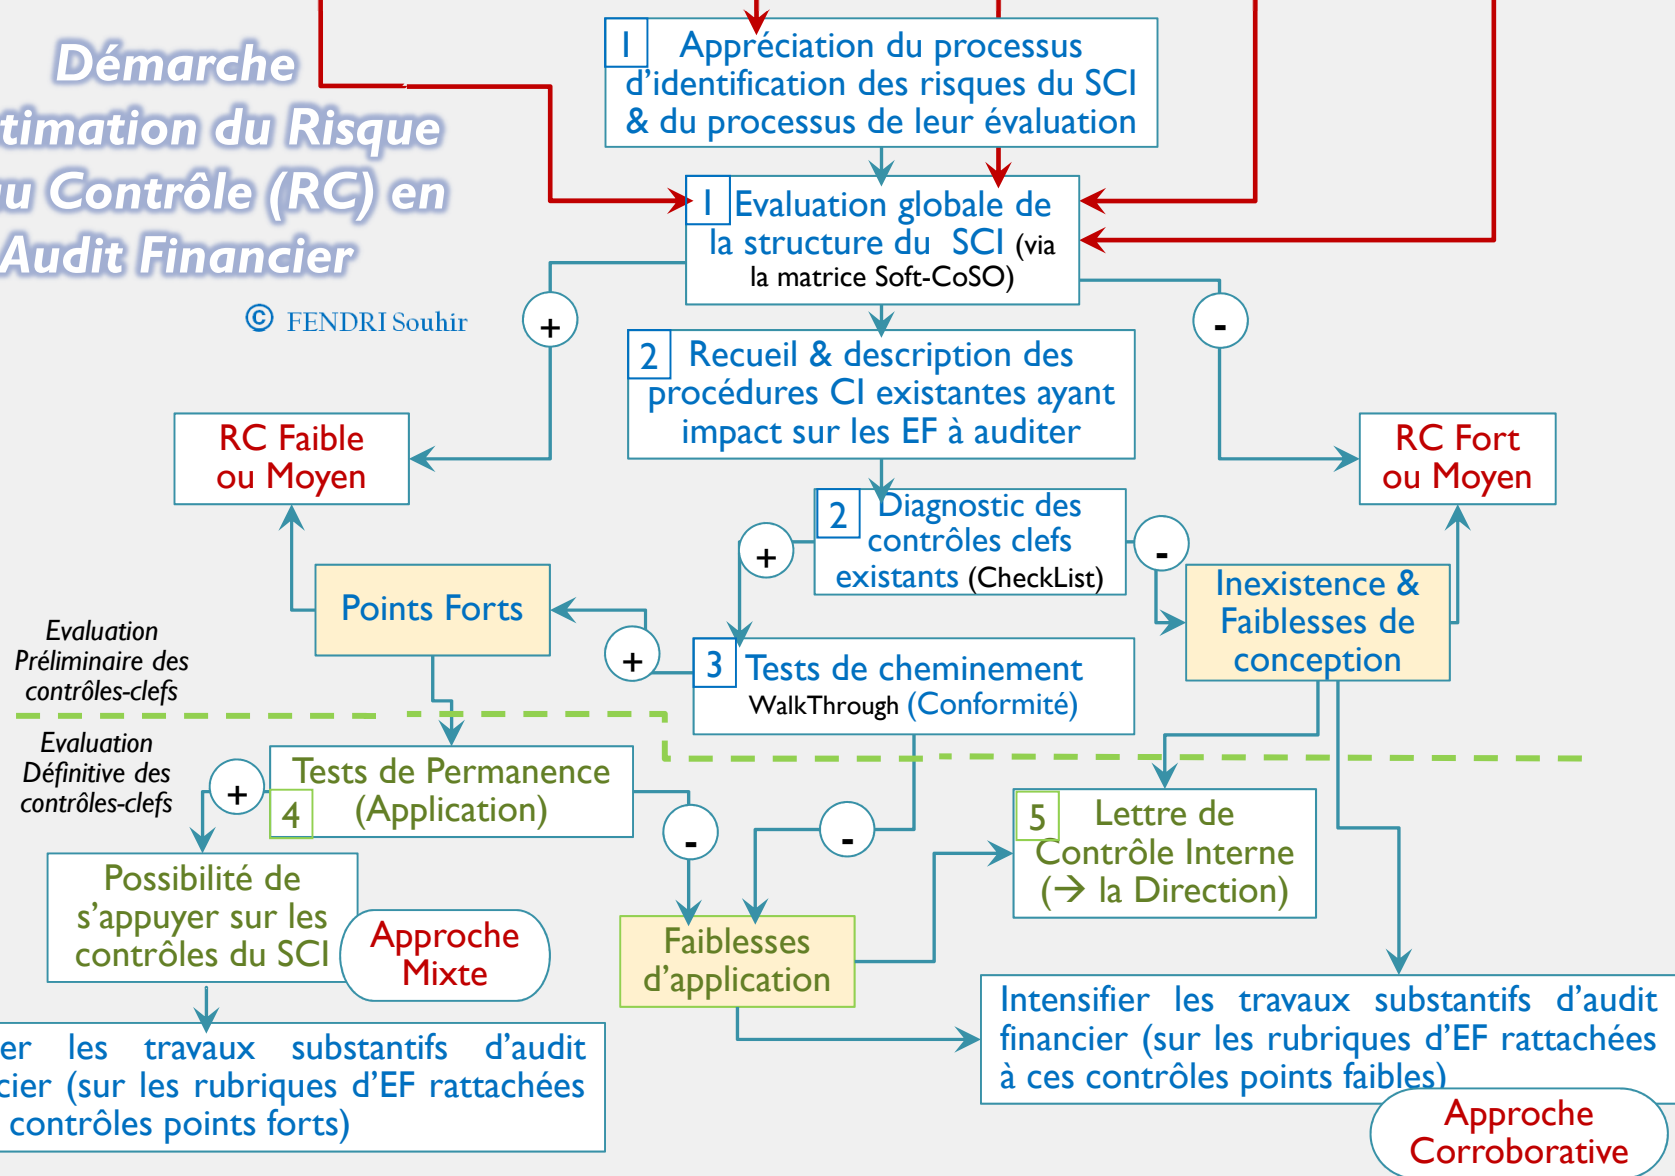 Démarche
timation du Risque
u Contrôle (RC) en
Audit Financier
© FENDRI Souhir
1 Appréciation du processus
d'identification des risques du SCI
& du processus de leur évaluation
1 Evaluation globale de
la structure du SCI (via
la matrice Soft-CoSO)
+
-
2 Recueil & description des
procédures CI existantes ayant
impact sur les EF à auditer
RC Faible
ou Moyen
RC Fort
ou Moyen
2 Diagnostic des
contrôles clefs
existants (CheckList)
+
-
Points Forts
Inexistence &
Faiblesses de
conception
+
3 Tests de cheminement
WalkThrough (Conformité)
Evaluation
Préliminaire des
contrôles-clefs
Evaluation
Définitive des
contrôles-clefs
+
Tests de Permanence
4 (Application)
-
-
5 Lettre de
Contrôle Interne
(→ la Direction)
Possibilité de
s'appuyer sur les
contrôles du SCI
Approche
Mixte
Faiblesses
d'application
er les travaux substantifs d'audit
cier (sur les rubriques d'EF rattachées
contrôles points forts)
Intensifier les travaux substantifs d'audit
financier (sur les rubriques d'EF rattachées
à ces contrôles points faibles)
Approche
Corroborative